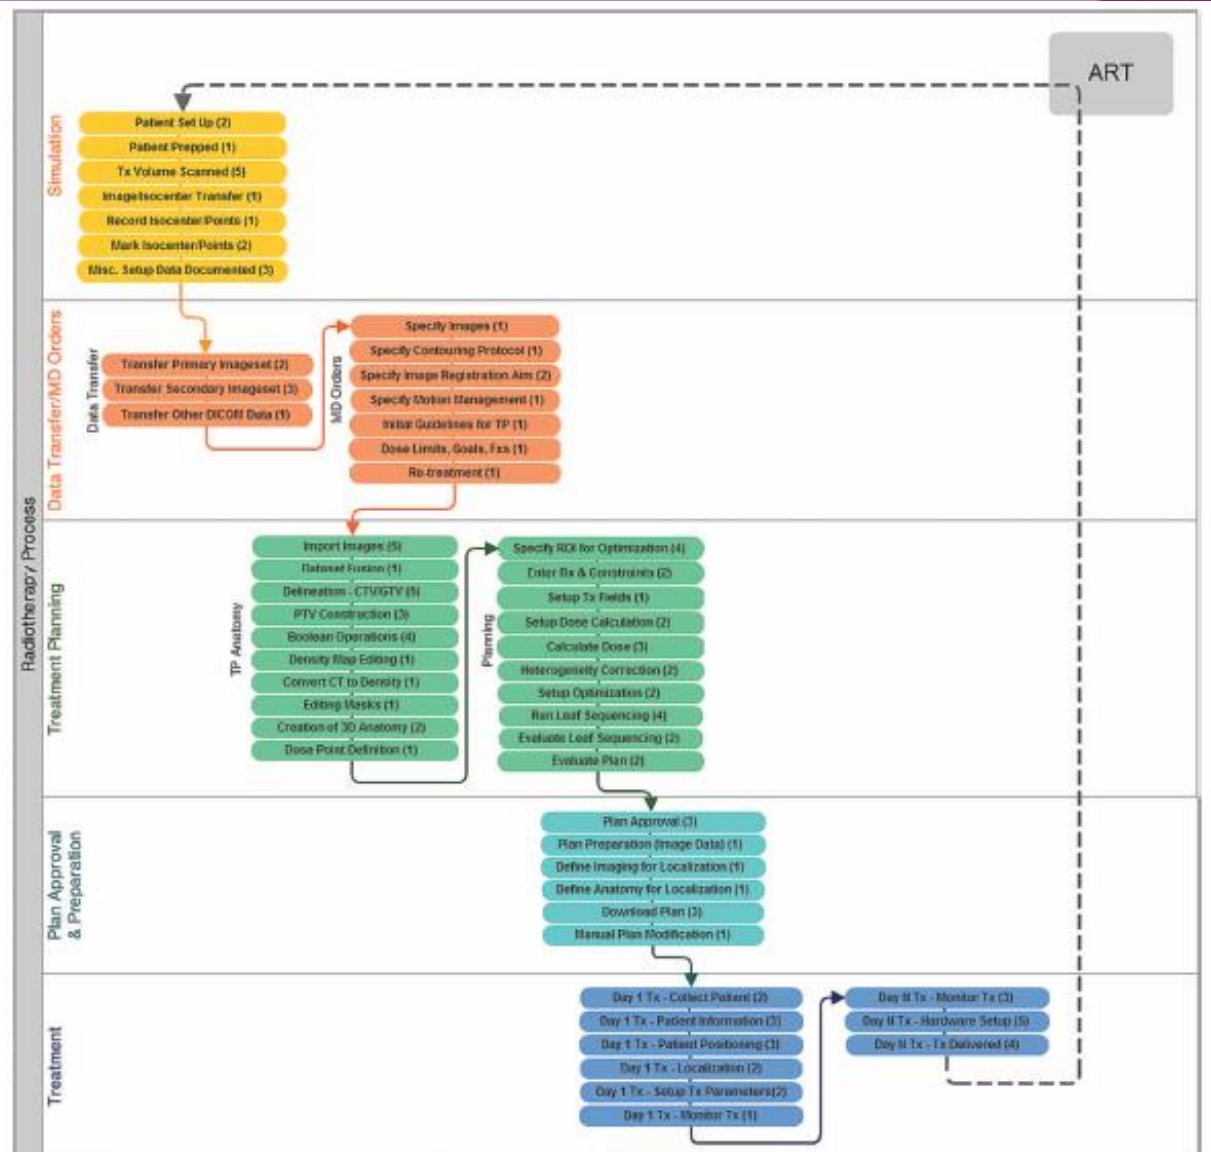 Radiotherapy Process
ART
Simulation
Patient Set Up (2)
Patient Prepped (1)
Tx Volume Scanned (5)
Image/Isocenter Transfer (1)
Record Isocenter/Points (1)
Mark Isocenter/Points (2)
Misc. Setup Data Documented (3)
Data Transfer/MD Orders
Data Transfer
Transfer Primary Imageset (2)
Transfer Secondary Imageset (3)
Transfer Other DICOM Data (1)
MD Orders
Specify Images (1)
Specify Contouring Protocol (1)
Specify Image Registration Aim (2)
Specify Motion Management (1)
Initial Guidelines for TP (1)
Dose Limits, Goals, Fxs (1)
Re-treatment (1)
Treatment Planning
TP Anatomy
Import Images (5)
Dataset Fusion (1)
Delineation - CTV/GTV (5)
PTV Construction (3)
Boolean Operations (4)
Density Map Editing (1)
Convert CT to Density (1)
Editing Masks (1)
Creation of 3D Anatomy (2)
Dose Point Definition (1)
Planning
Specify ROI for Optimization (4)
Enter Rx & Constraints (2)
Setup Tx Fields (1)
Setup Dose Calculation (2)
Calculate Dose (3)
Heterogeneity Correction (2)
Setup Optimization (2)
Run Leaf Sequencing (4)
Evaluate Leaf Sequencing (2)
Evaluate Plan (2)
Plan Approval
& Preparation
Plan Approval (3)
Plan Preparation (Image Data) (1)
Define Imaging for Localization (1)
Define Anatomy for Localization (1)
Download Plan (3)
Manual Plan Modification (1)
Treatment
Day 1 Tx - Collect Patient (2)
Day 1 Tx - Patient Information (3)
Day 1 Tx - Patient Positioning (3)
Day 1 Tx - Localization (2)
Day 1 Tx - Setup Tx Parameters(2)
Day 1 Tx - Monitor Tx (1)
Day N Tx - Monitor Tx (3)
Day N Tx - Hardware Setup (5)
Day N Tx - Tx Delivered (4)